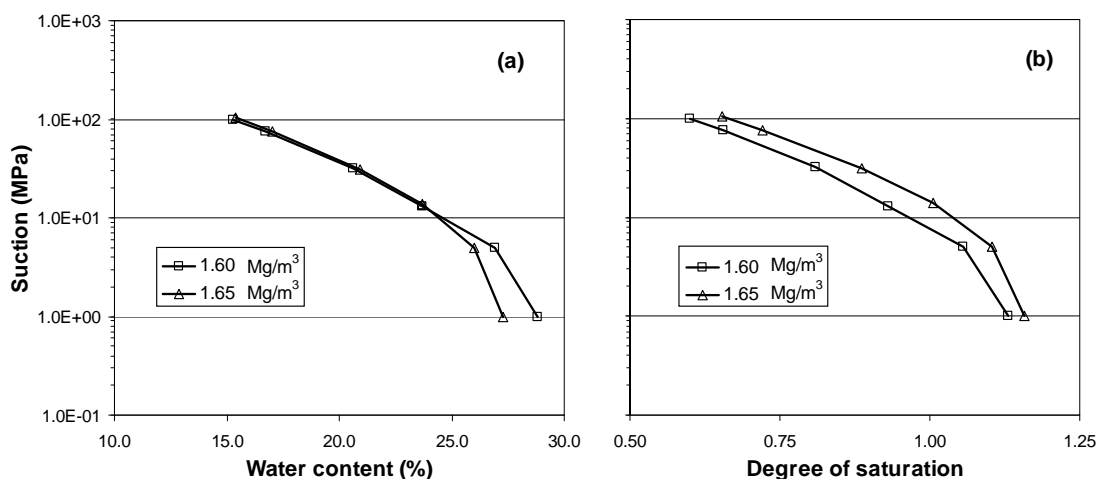 Suction (MPa)
1.0E+03
1.0E+02
1.0E+01
1.0E+00
1.0E-01
(a)
1.60 Mg/m³
1.65 Mg/m³
10.0 15.0 20.0 25.0 30.0
Water content (%)
(b)
1.60 Mg/m³
1.65 Mg/m³
0.50 0.75 1.00 1.25
Degree of saturation